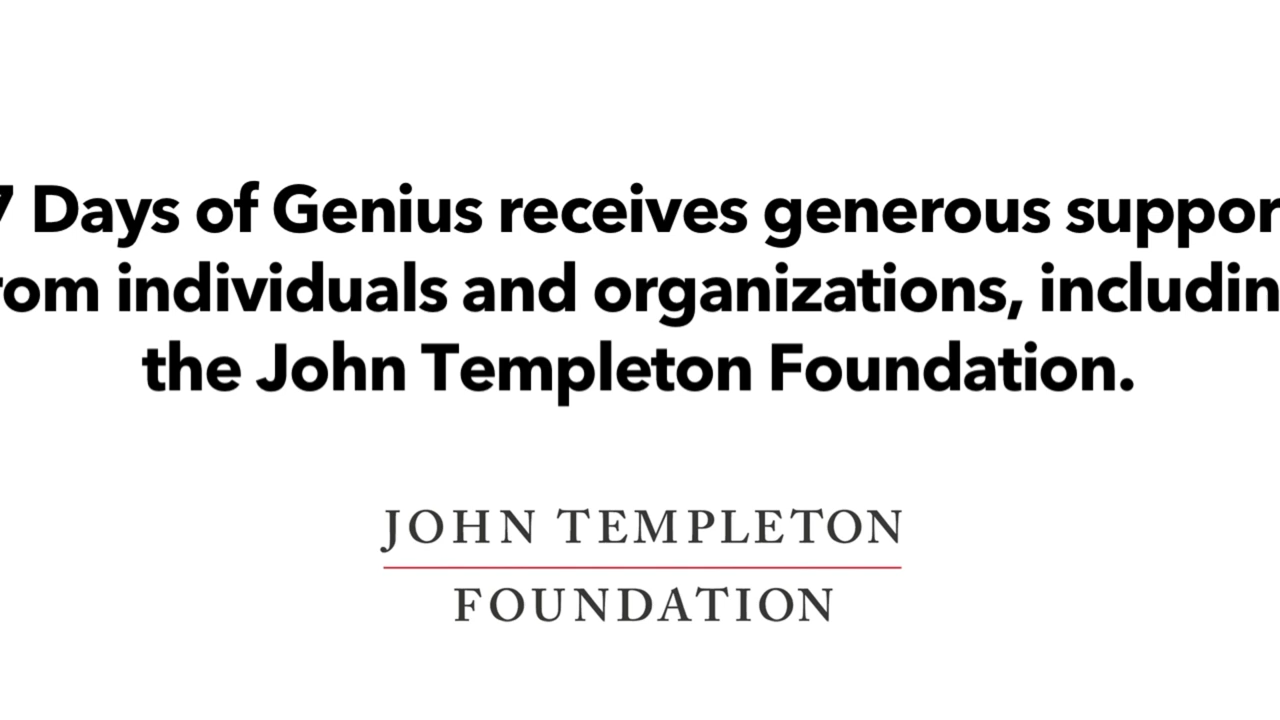 7 Days of Genius receives generous suppor
rom individuals and organizations, includin
the John Templeton Foundation.
JOHN TEMPLETON
FOUNDATION